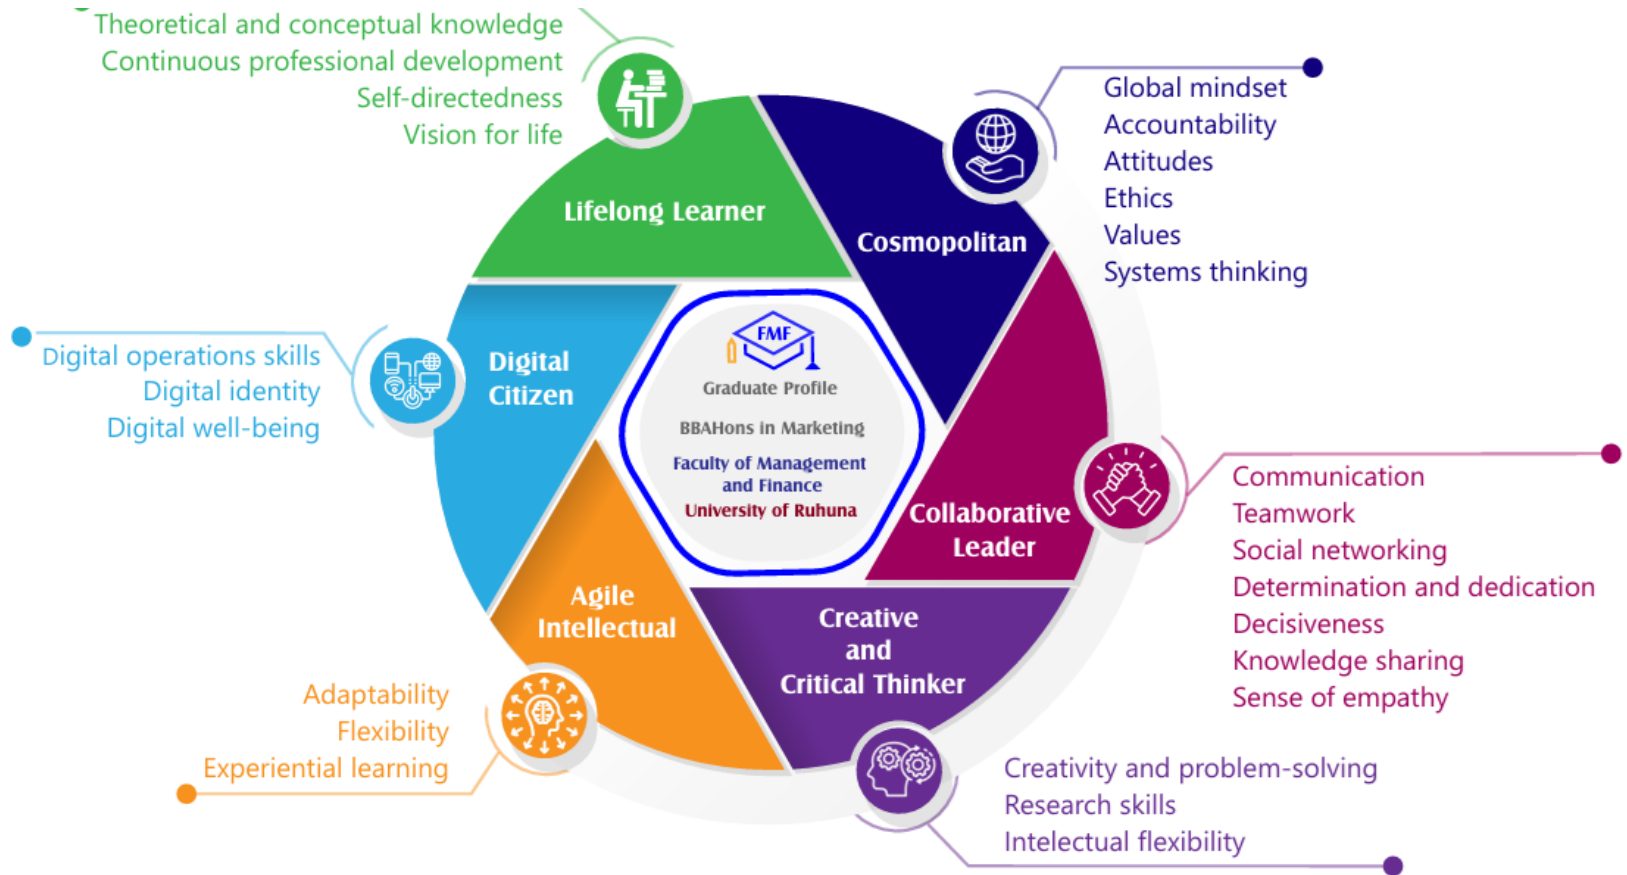 Theoretical and conceptual knowledge
Continuous professional development
Self-directedness
Vision for life
Lifelong Learner
Global mindset
Accountability
Attitudes
Ethics
Values
Systems thinking
Cosmopolitan
Digital operations skills
Digital identity
Digital well-being
Digital
Citizen
FMF
Graduate Profile
BBAHons in Marketing
Faculty of Management
and Finance
University of Ruhuna
Collaborative
Leader
Communication
Teamwork
Social networking
Determination and dedication
Decisiveness
Knowledge sharing
Sense of empathy
Agile
Intellectual
Adaptability
Flexibility
Experiential learning
Creative
and
Critical Thinker
Creativity and problem-solving
Research skills
Intelectual flexibility